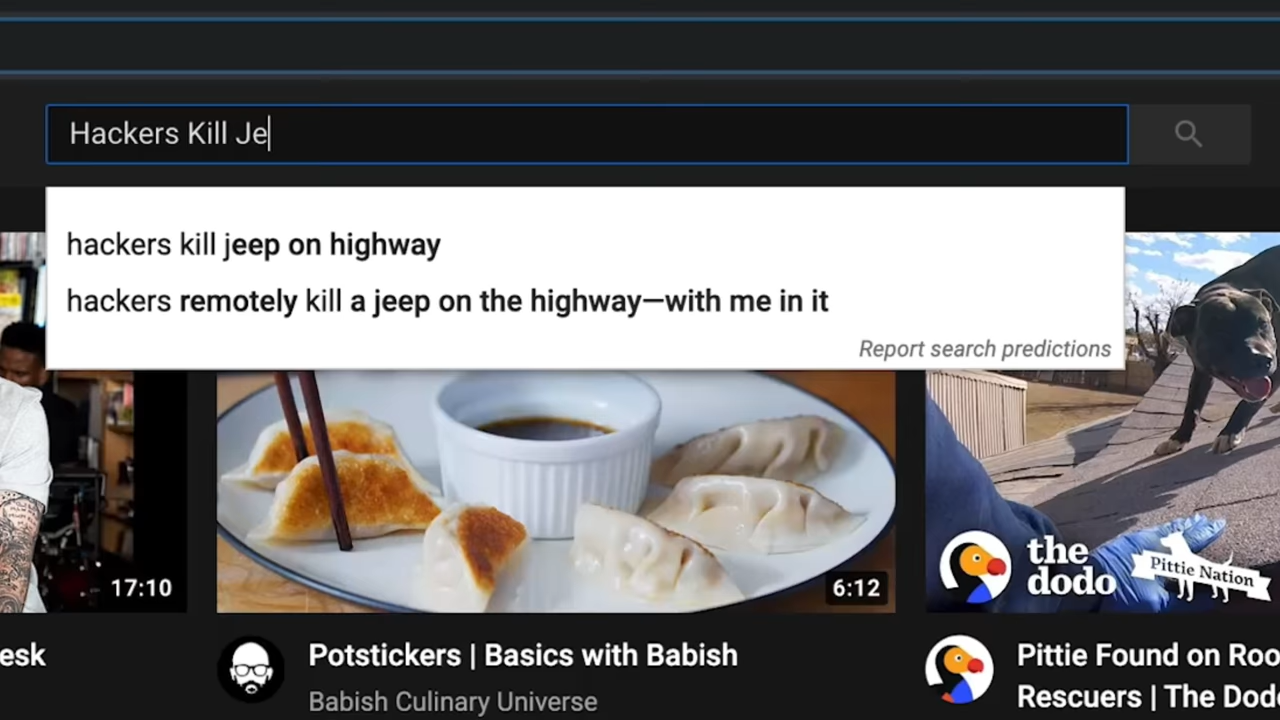 Hackers Kill Je
hackers kill jeep on highway
hackers remotely kill a jeep on the highway—with me in it
Report search predictions
17:10
6:12
the
dodo
Pittie Nation
esk
Potstickers | Basics with Babish
Babish Culinary Universe
Pittie Found on Roo
Rescuers | The Dod